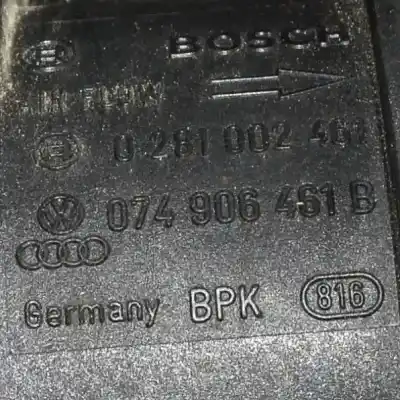 BOSCH
AIR FLOW
0 281 002 461
074 906 461 B
Germany BPK 816